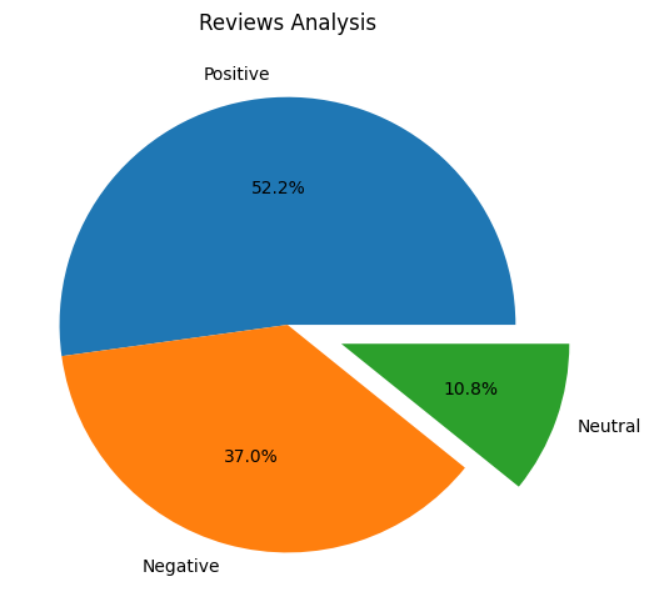 Reviews Analysis
Positive
52.2%
10.8%
Neutral
37.0%
Negative